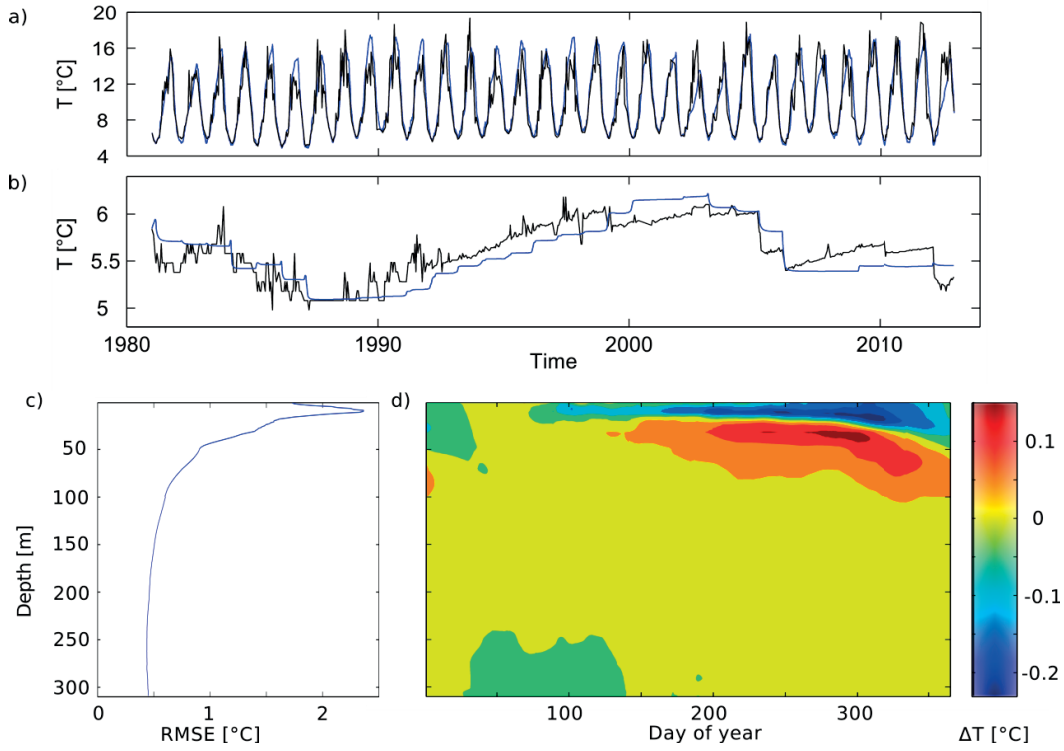 a)
T [°C]
20
16
12
8
4
b)
T [°C]
6
5.5
5
1980
1990
2000
2010
Time
c)
Depth [m]
50
100
150
200
250
300
0
1
2
RMSE [°C]
d)
100
200
300
Day of year
0.1
0
-0.1
-0.2
ΔT [°C]